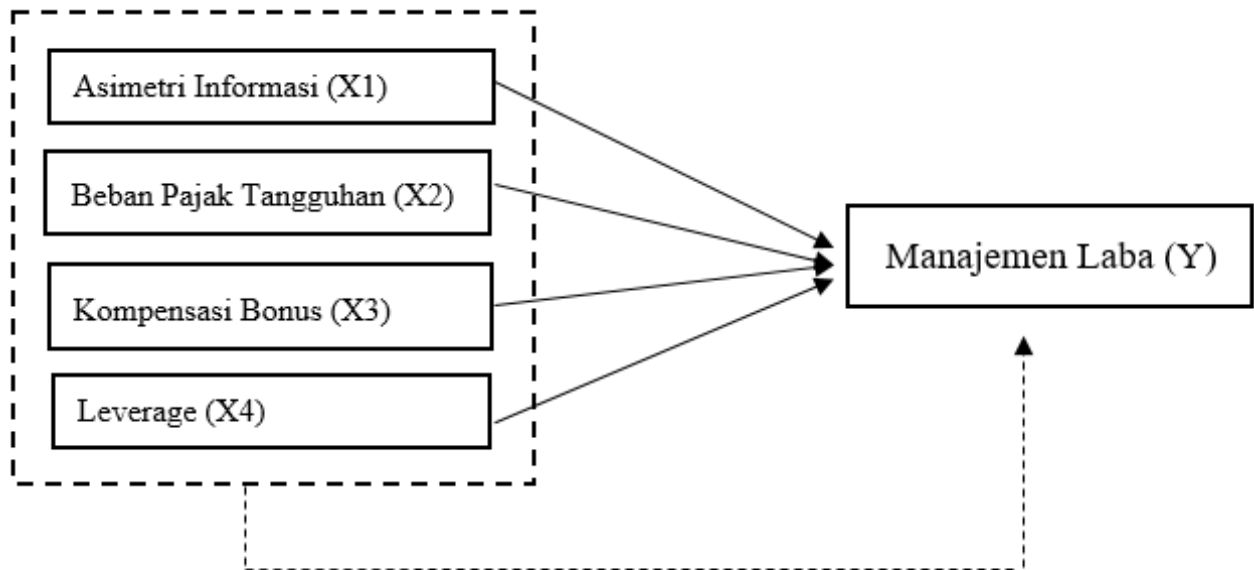 Asimetri Informasi (X1)
Beban Pajak Tangguhan (X2)
Manajemen Laba (Y)
Kompensasi Bonus (X3)
Leverage (X4)